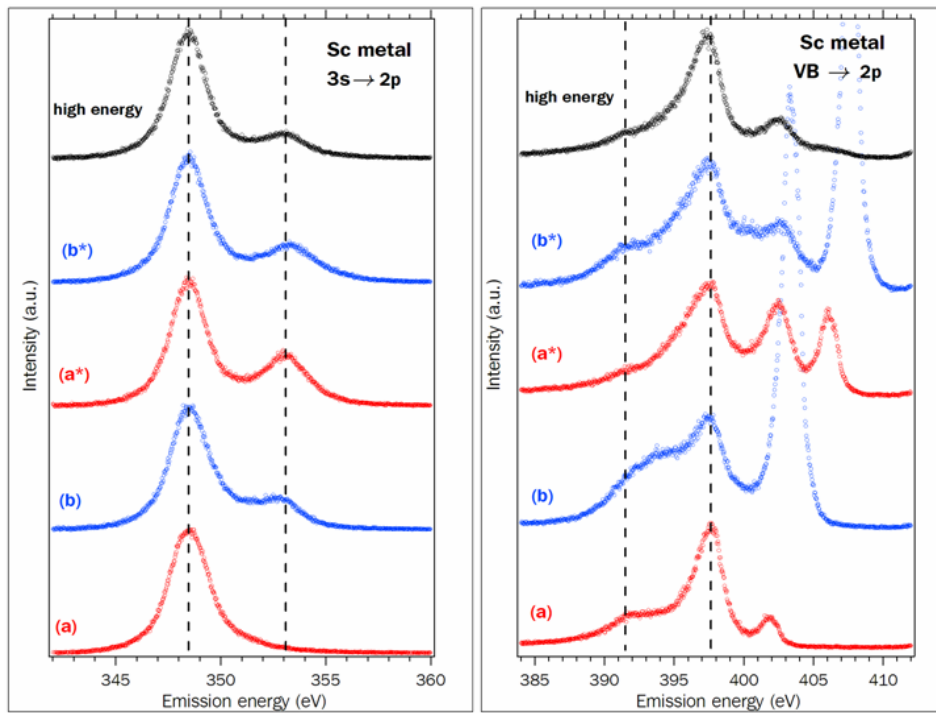 Sc metal
3s → 2p
high energy
(b*)
(a*)
(b)
(a)
Intensity (a.u.)
345
350
355
360
Emission energy (eV)
Sc metal
VB → 2p
high energy
(b*)
(a*)
(b)
(a)
Intensity (a.u.)
385
390
395
400
405
410
Emission energy (eV)